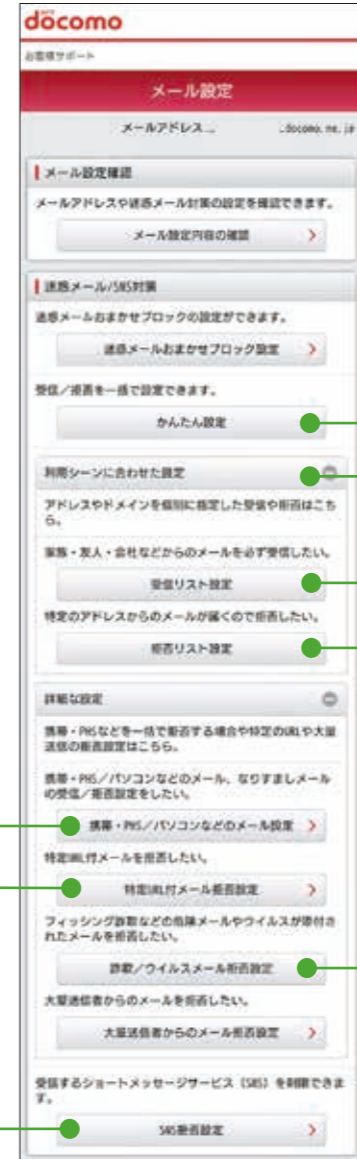 döcomo
お客様サポート
メール設定
メールアドレス… .docomo.ne.jp
メール設定確認
メールアドレスや迷惑メール対策の設定を確認できます。
メール設定内容の確認
迷惑メール/SMS対策
迷惑メールおまかせブロックの設定ができます。
迷惑メールおまかせブロック設定
受信/拒否を一括で設定できます。
かんたん設定
利用シーンに合わせた設定
アドレスやドメインを個別に指定した受信や拒否はこち
ら。
家族・友人・会社などからのメールを必ず受信したい。
受信リスト設定
特定のアドレスからのメールが届くので拒否したい。
拒否リスト設定
詳細な設定
携帯・PHSなどを一括で拒否する場合や特定のURLや大量
送信の拒否設定はこちら。
携帯・PHS/パソコンなどのメール、なりすましメール
の受信/拒否設定をしたい。
携帯・PHS/パソコンなどのメール設定
特定URL付メールを拒否したい。
特定URL付メール拒否設定
フィッシング詐欺などの危険メールやウイルスが添付さ
れたメールを拒否したい。
詐欺/ウイルスメール拒否設定
大量送信者からのメールを拒否したい。
大量送信者からのメール拒否設定
受信するショートメッセージサービス(SMS)を制限できま
す。
SMS拒否設定